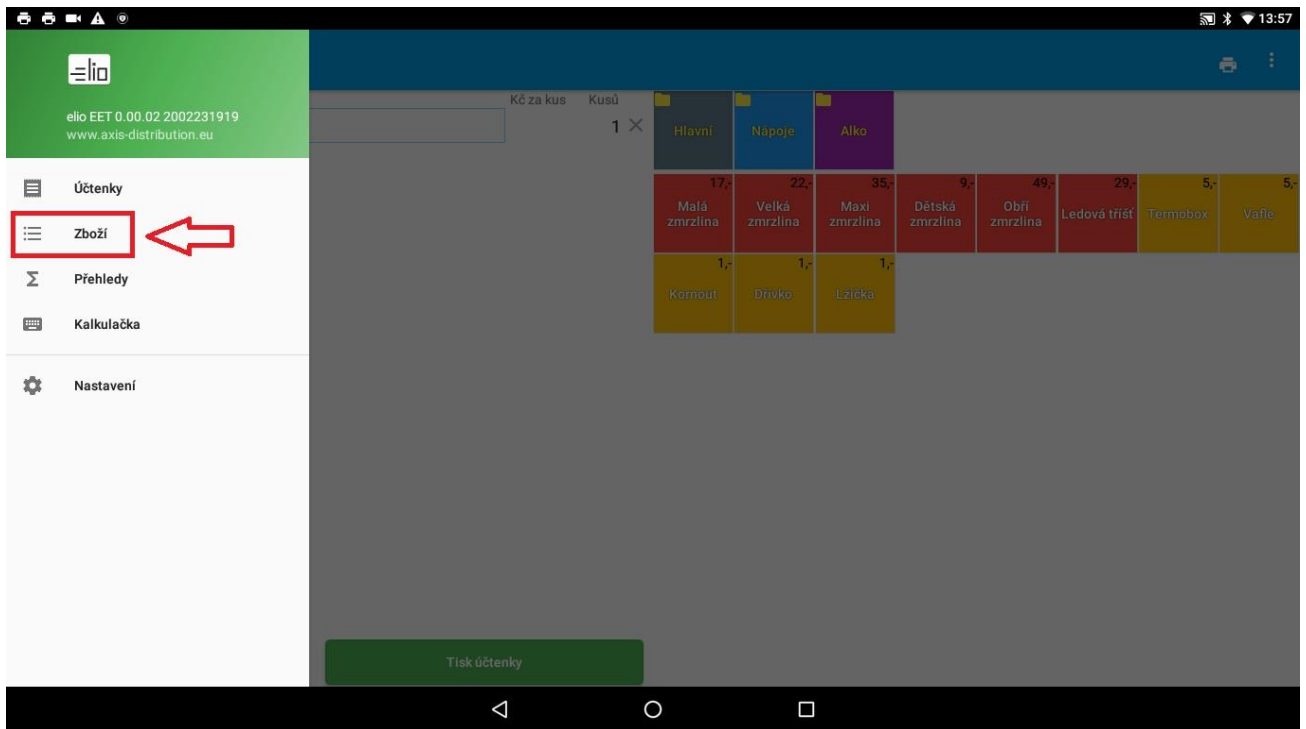 13:57
elio
elio EET 0.00.02 2002231919
www.axis-distribution.eu
Účtenky
Zboží
Přehledy
Kalkulačka
Nastavení
Kč za kus Kusů
1
Hlavní Nápoje Alko
17,- 22,- 35,- 9,- 49,- 29,- 5,- 5,-
Malá Velká Maxi Dětská Obří Ledová tříšť Termobox Vafle
zmrzlina zmrzlina zmrzlina zmrzlina zmrzlina
1,- 1,- 1,-
Kornout Dřívko Lžička
Tisk účtenky